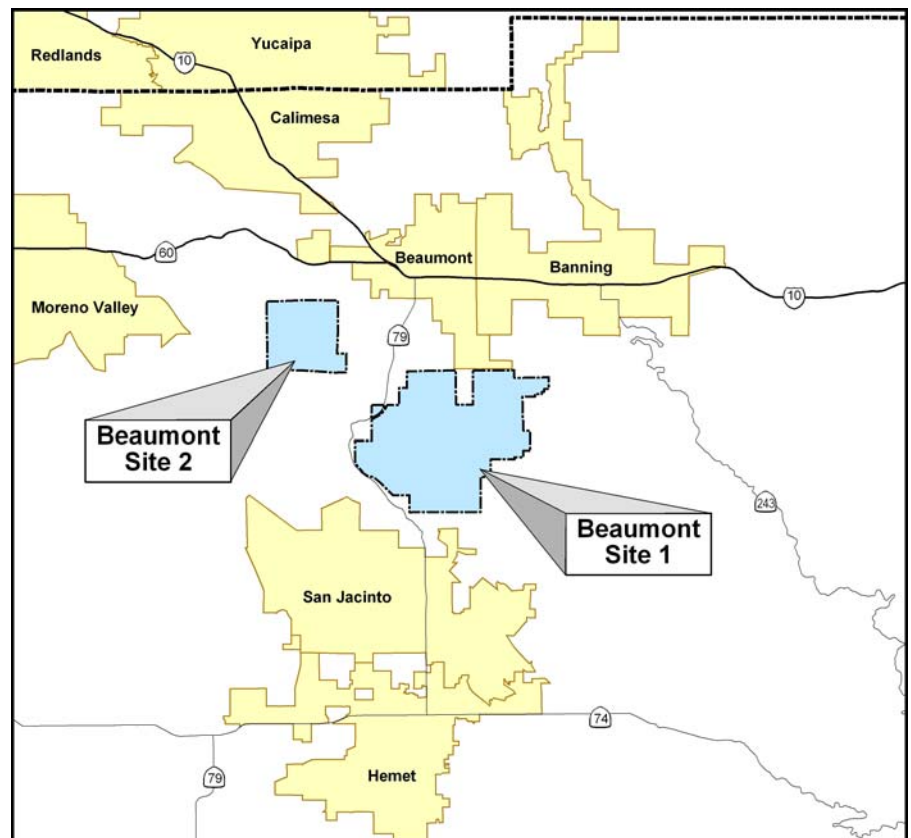 Redlands
Yucaipa
10
Calimesa
60
Beaumont
Banning
Moreno Valley
10
79
Beaumont
Site 2
243
Beaumont
Site 1
San Jacinto
74
79
Hemet